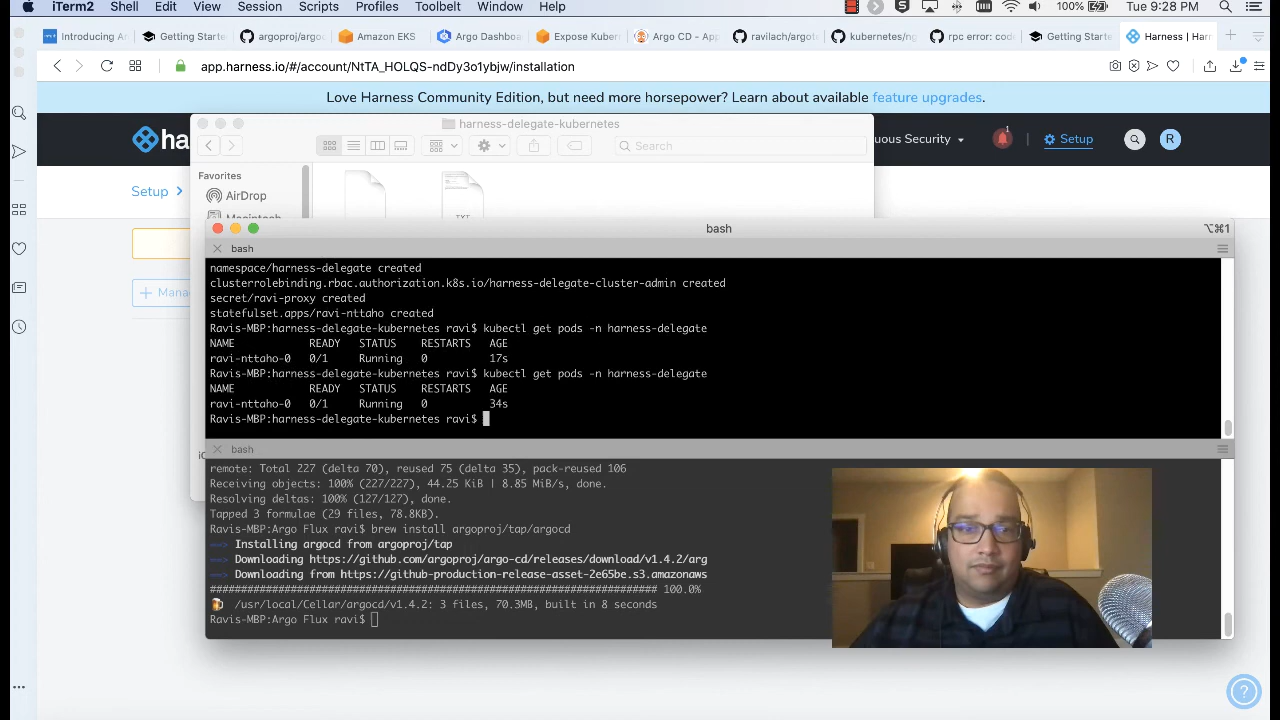 iTerm2 Shell Edit View Session Scripts Profiles Toolbelt Window Help 100% Tue 9:28 PM
Introducing A Getting Starte argoproj/argo Amazon EKS Argo Dashbo Expose Kuber Argo CD - Ap ravilach/argot kubernetes/ng rpc error: cod Getting Starte Harness | Harn
app.harness.io/#/account/NtTA_HOLQS-ndDy3o1ybjw/installation
Love Harness Community Edition, but need more horsepower? Learn about available feature upgrades.
ha
harness-delegate-kubernetes
uous Security
1
Setup
R
Search
Setup
Favorites
AirDrop
Macintosh
TXT
+ Mana
bash
⌥⌘1
bash
namespace/harness-delegate created
clusterrolebinding.rbac.authorization.k8s.io/harness-delegate-cluster-admin created
secret/ravi-proxy created
statefulset.apps/ravi-nttaho created
Ravis-MBP:harness-delegate-kubernetes ravi$ kubectl get pods -n harness-delegate
NAME READY STATUS RESTARTS AGE
ravi-nttaho-0 0/1 Running 0 17s
Ravis-MBP:harness-delegate-kubernetes ravi$ kubectl get pods -n harness-delegate
NAME READY STATUS RESTARTS AGE
ravi-nttaho-0 0/1 Running 0 34s
Ravis-MBP:harness-delegate-kubernetes ravi$
bash
remote: Total 227 (delta 70), reused 75 (delta 35), pack-reused 106
Receiving objects: 100% (227/227), 44.25 KiB | 8.85 MiB/s, done.
Resolving deltas: 100% (127/127), done.
Tapped 3 formulae (29 files, 78.8KB).
Ravis-MBP:Argo Flux ravi$ brew install argoproj/tap/argocd
==> Installing argocd from argoproj/tap
==> Downloading https://github.com/argoproj/argo-cd/releases/download/v1.4.2/arg
==> Downloading from https://github-production-release-asset-2e65be.s3.amazonaws
######################################################################## 100.0%
/usr/local/Cellar/argocd/v1.4.2: 3 files, 70.3MB, built in 8 seconds
Ravis-MBP:Argo Flux ravi$
?